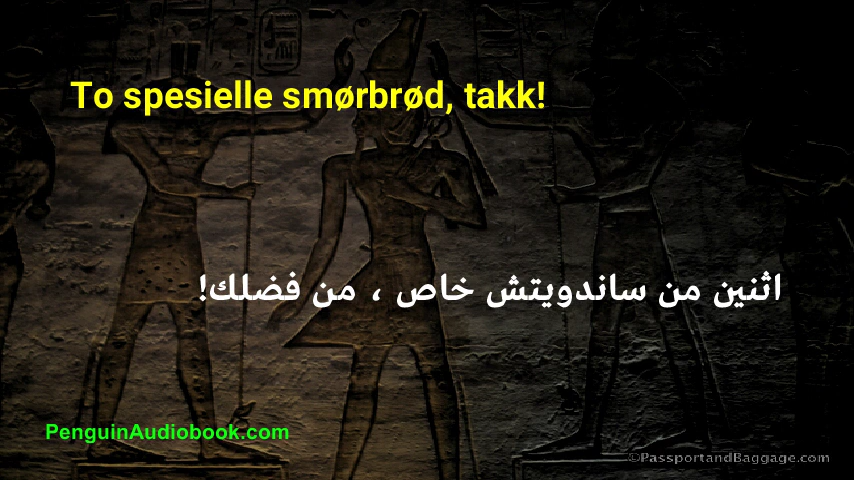 To spesielle smørbrød, takk!
اثنين من ساندويتش خاص ، من فضلك!
PenguinAudiobook.com
©PassportandBaggage.com